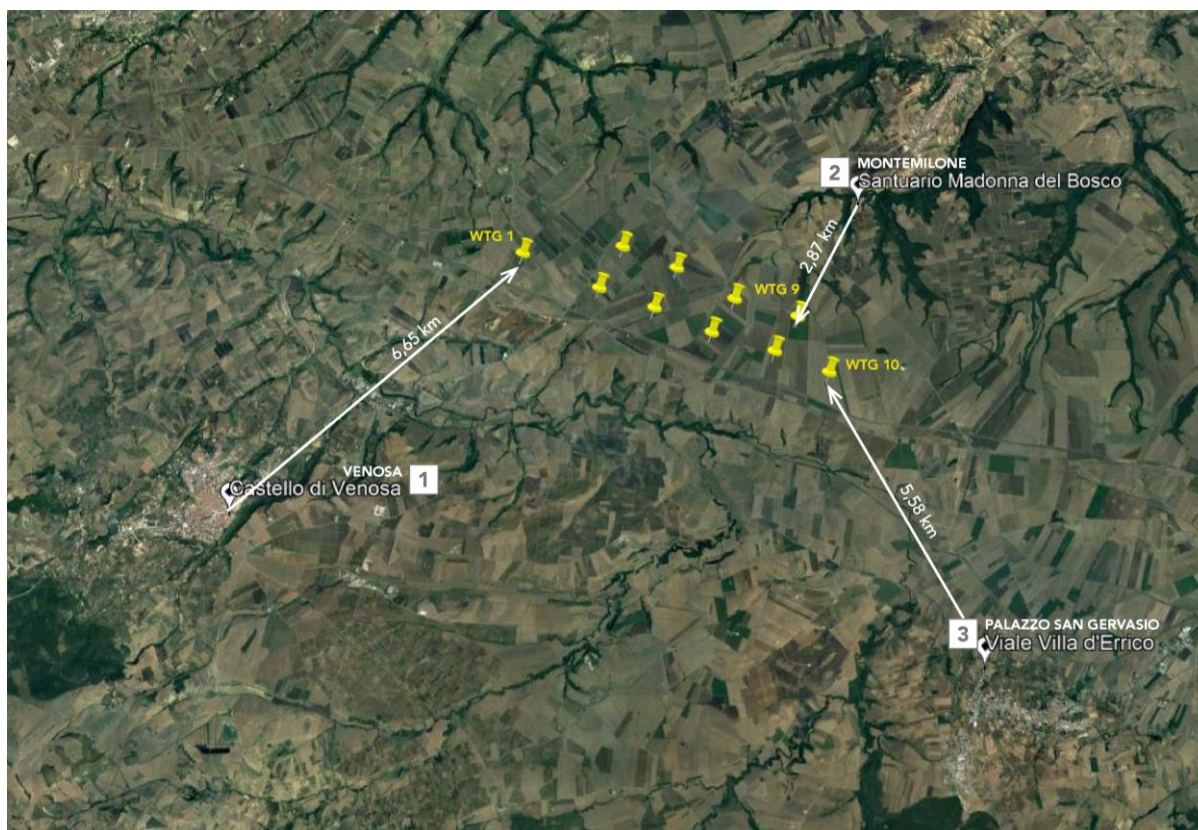 MONTEMILONE
2
Santuario Madonna del Bosco
WTG 1
2,87 km
WTG 9
6,65 km
WTG 10
VENOSA
Castello di Venosa
1
5,58 km
PALAZZO SAN GERVASIO
3
Viale Villa d'Errico